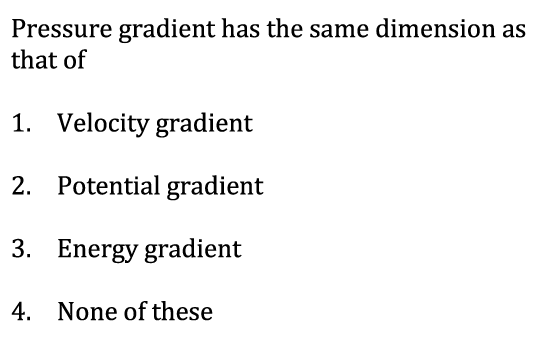 Pressure gradient has the same dimension as
that of
1. Velocity gradient
2. Potential gradient
3. Energy gradient
4. None of these